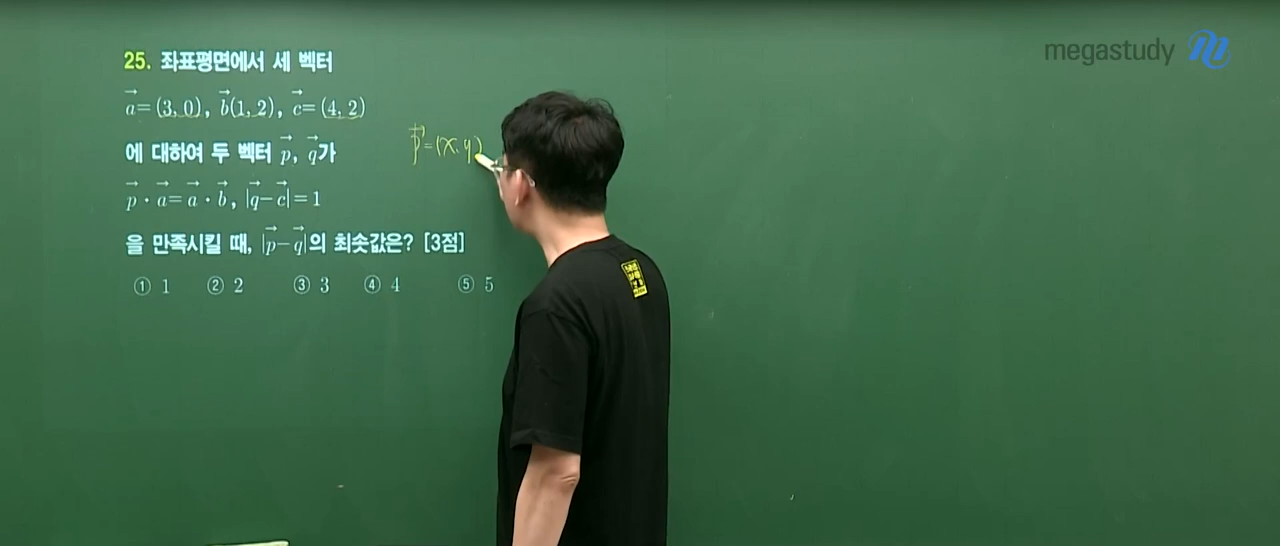 megastudy
25. 좌표평면에서 세 벡터
a→=(3, 0), b→(1, 2), c→=(4, 2)
에 대하여 두 벡터 p→, q→가
p→=(x, y)
p→·a→=a→·b→, |q→-c→|=1
을 만족시킬 때, |p→-q→|의 최솟값은? [3점]
① 1 ② 2 ③ 3 ④ 4 ⑤ 5